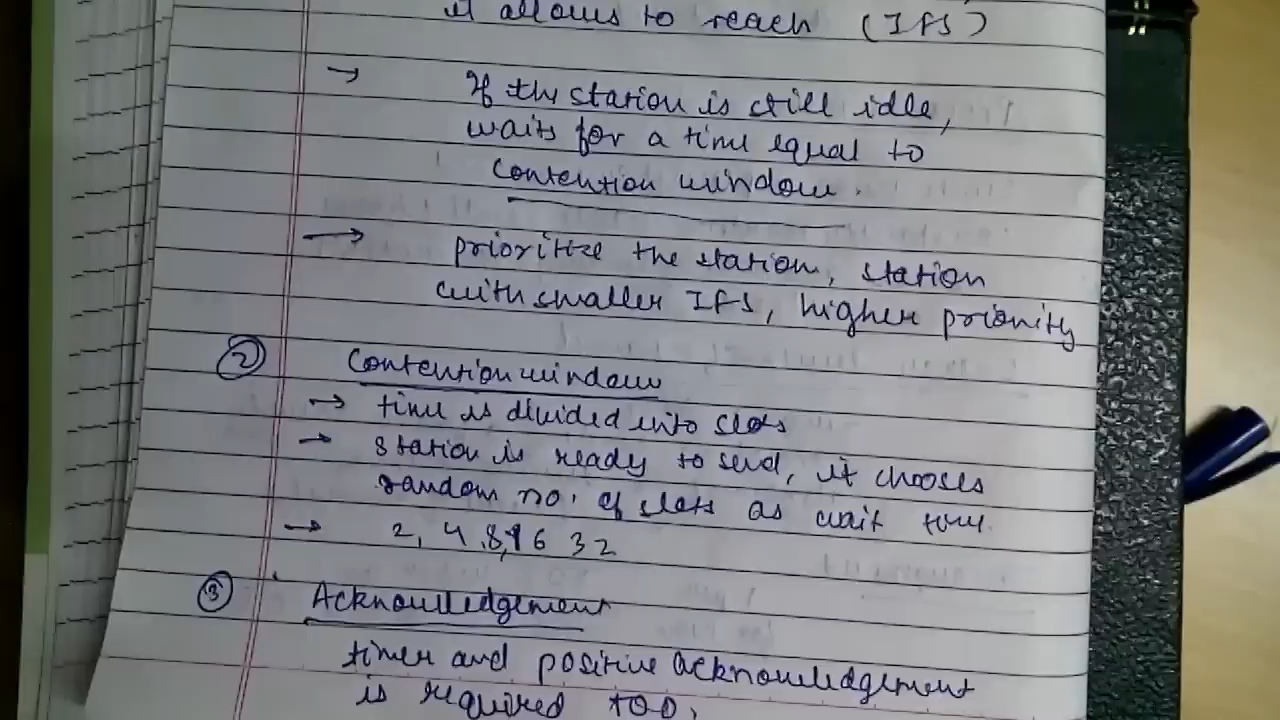 it allows to reach (IFS)
→ If the station is still idle,
waits for a time equal to
contention window.
→ prioritize the station, station
with smaller IFS, higher priority
② Contention window
→ time is divided into slots
→ station is ready to send, it chooses
random no. of slots as wait time.
→ 2, 4, 8, 16 32
③ Acknowledgement
timer and positive acknowledgement
is required too.